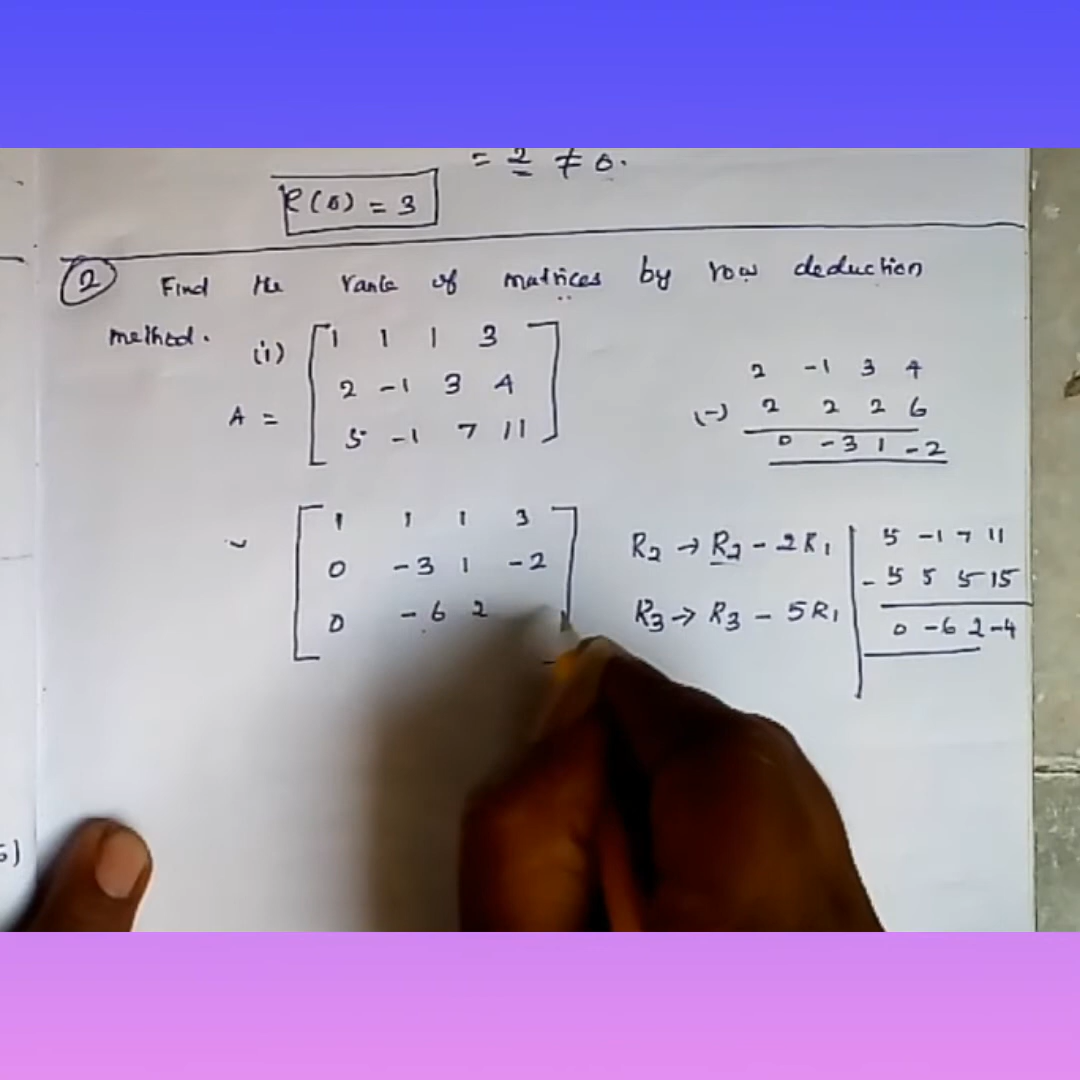 = 2 ≠ 0.
ρ(A) = 3
② Find the rank of matrices by row deduction
method.
(i)
A =
1 1 1 3
2 -1 3 4
5 -1 7 11
2 -1 3 4
(-) 2 2 2 6
0 -3 1 -2
~
1 1 1 3
0 -3 1 -2
0 -6 2
R2 → R2 - 2R1
R3 → R3 - 5R1
5 -1 7 11
- 5 5 5 15
0 -6 2 -4